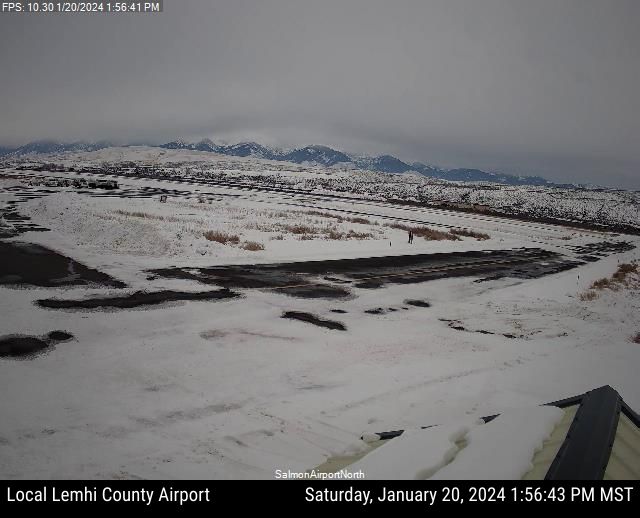 FPS: 10.30 1/20/2024 1:56:41 PM
SalmonAirportNorth
Local Lemhi County Airport Saturday, January 20, 2024 1:56:43 PM MST